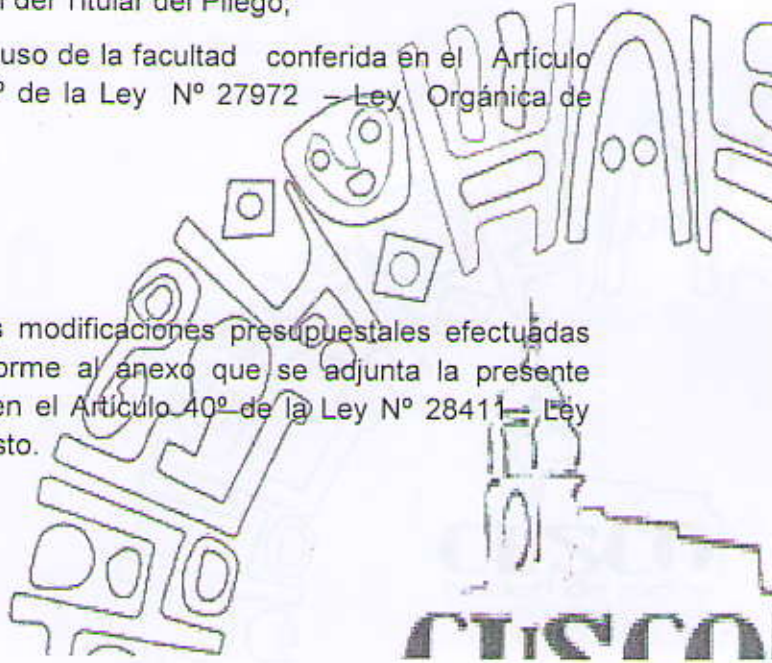 del Titular del Pliego,
uso de la facultad conferida en el Artículo
de la Ley Nº 27972 – Ley Orgánica de
modificaciones presupuestales efectuadas
orme al anexo que se adjunta la presente
en el Artículo 40º de la Ley Nº 28411– Ley
sto.
CUSCO